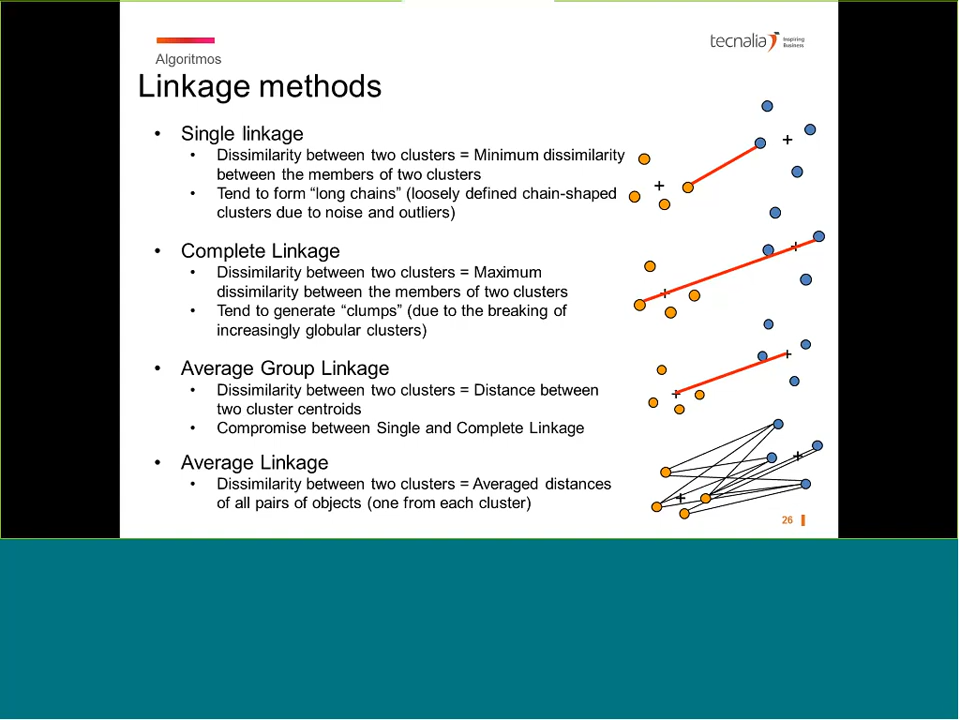 tecnalia Inspiring Business
Algoritmos
Linkage methods
• Single linkage
• Dissimilarity between two clusters = Minimum dissimilarity
between the members of two clusters
• Tend to form “long chains” (loosely defined chain-shaped
clusters due to noise and outliers)
• Complete Linkage
• Dissimilarity between two clusters = Maximum
dissimilarity between the members of two clusters
• Tend to generate “clumps” (due to the breaking of
increasingly globular clusters)
• Average Group Linkage
• Dissimilarity between two clusters = Distance between
two cluster centroids
• Compromise between Single and Complete Linkage
• Average Linkage
• Dissimilarity between two clusters = Averaged distances
of all pairs of objects (one from each cluster)
26